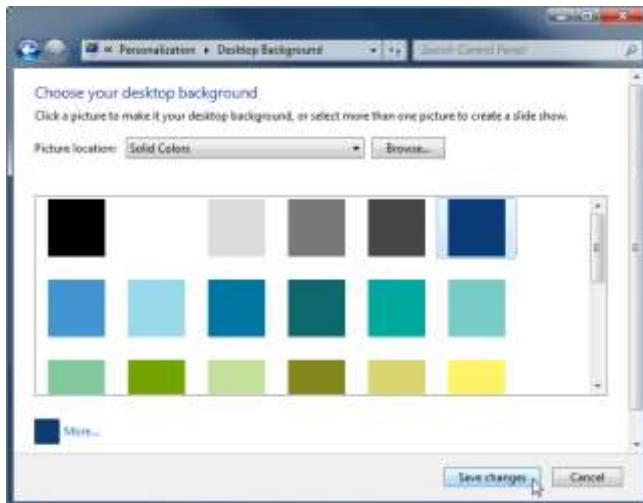 « Personalization ▸ Desktop Background
Search Control Panel
Choose your desktop background
Click a picture to make it your desktop background, or select more than one picture to create a slide show.
Picture location: Solid Colors Browse...
More...
Save changes Cancel